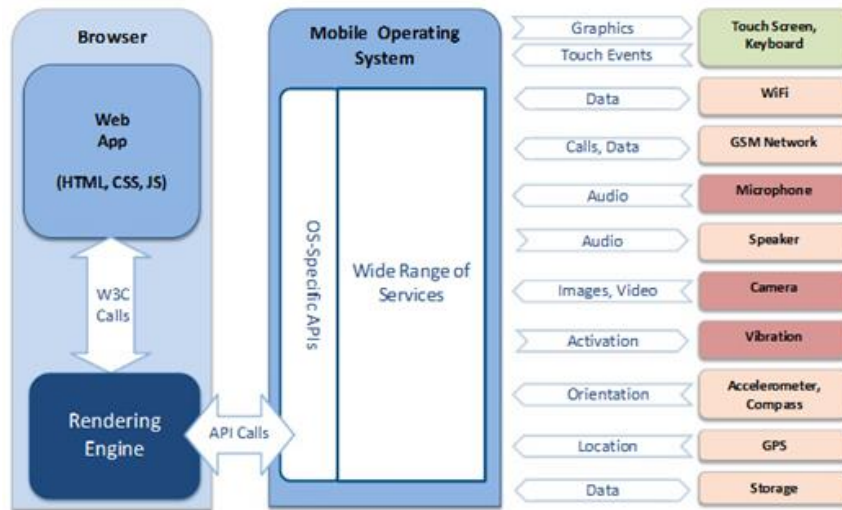 Browser
Web
App
(HTML, CSS, JS)
W3C
Calls
Rendering
Engine
API Calls
Mobile Operating
System
OS-Specific APIs
Wide Range of
Services
Graphics
Touch Events
Touch Screen,
Keyboard
Data
WiFi
Calls, Data
GSM Network
Audio
Microphone
Audio
Speaker
Images, Video
Camera
Activation
Vibration
Orientation
Accelerometer,
Compass
Location
GPS
Data
Storage